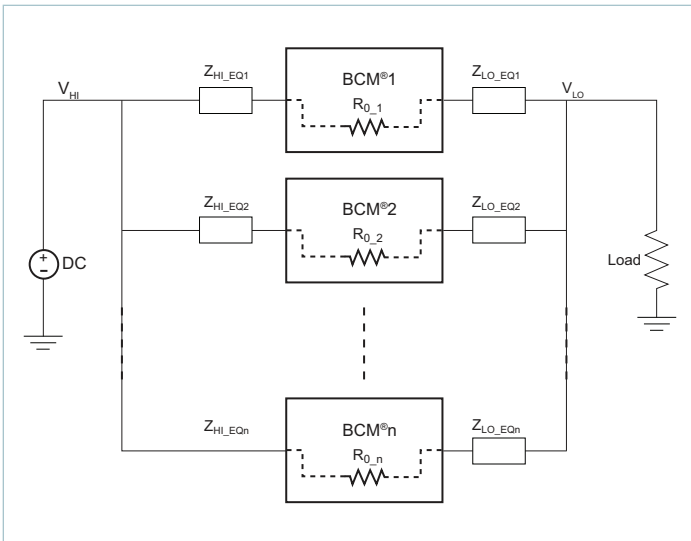 V_HI
Z_HI_EQ1
BCM®1
R_0_1
Z_LO_EQ1
V_LO
Z_HI_EQ2
BCM®2
R_0_2
Z_LO_EQ2
+
DC
Load
Z_HI_EQn
BCM®n
R_0_n
Z_LO_EQn